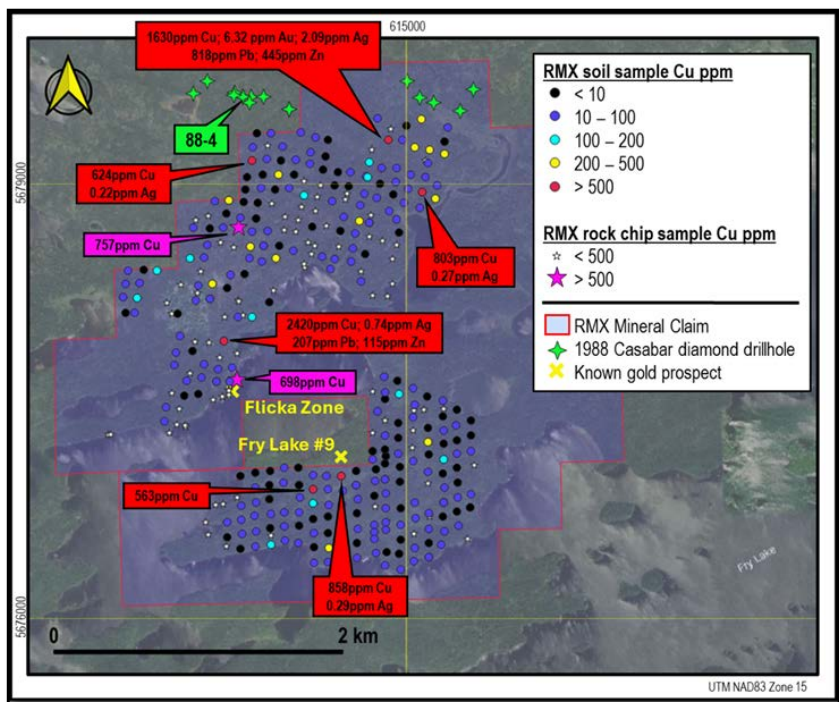 615000
1630ppm Cu; 6.32 ppm Au; 2.09ppm Ag
818ppm Pb; 445ppm Zn
88-4
624ppm Cu
0.22ppm Ag
757ppm Cu
803ppm Cu
0.27ppm Ag
2420ppm Cu; 0.74ppm Ag
207ppm Pb; 115ppm Zn
698ppm Cu
Flicka Zone
Fry Lake #9
563ppm Cu
858ppm Cu
0.29ppm Ag
5679000
5676000
0
2 km
RMX soil sample Cu ppm
< 10
10 – 100
100 - 200
200 – 500
> 500
RMX rock chip sample Cu ppm
< 500
> 500
RMX Mineral Claim
1988 Casabar diamond drillhole
Known gold prospect
Fry Lake
UTM NAD83 Zone 15